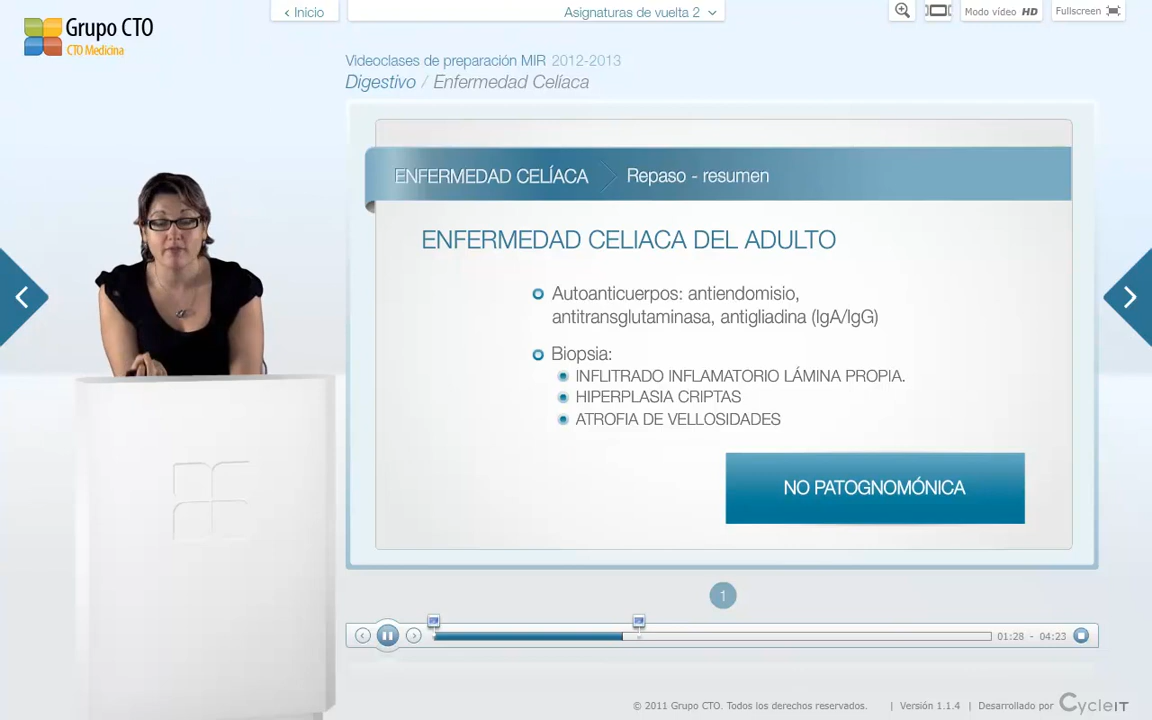 Grupo CTO
CTO Medicina
‹ Inicio
Asignaturas de vuelta 2
Modo vídeo HD
Fullscreen
Videoclases de preparación MIR 2012-2013
Digestivo / Enfermedad Celíaca
ENFERMEDAD CELÍACA
Repaso - resumen
ENFERMEDAD CELIACA DEL ADULTO
Autoanticuerpos: antiendomisio,
antitransglutaminasa, antigliadina (IgA/IgG)
Biopsia:
INFLITRADO INFLAMATORIO LÁMINA PROPIA.
HIPERPLASIA CRIPTAS
ATROFIA DE VELLOSIDADES
NO PATOGNOMÓNICA
1
01:28 - 04:23
© 2011 Grupo CTO. Todos los derechos reservados. | Versión 1.1.4 | Desarrollado por CycleIT